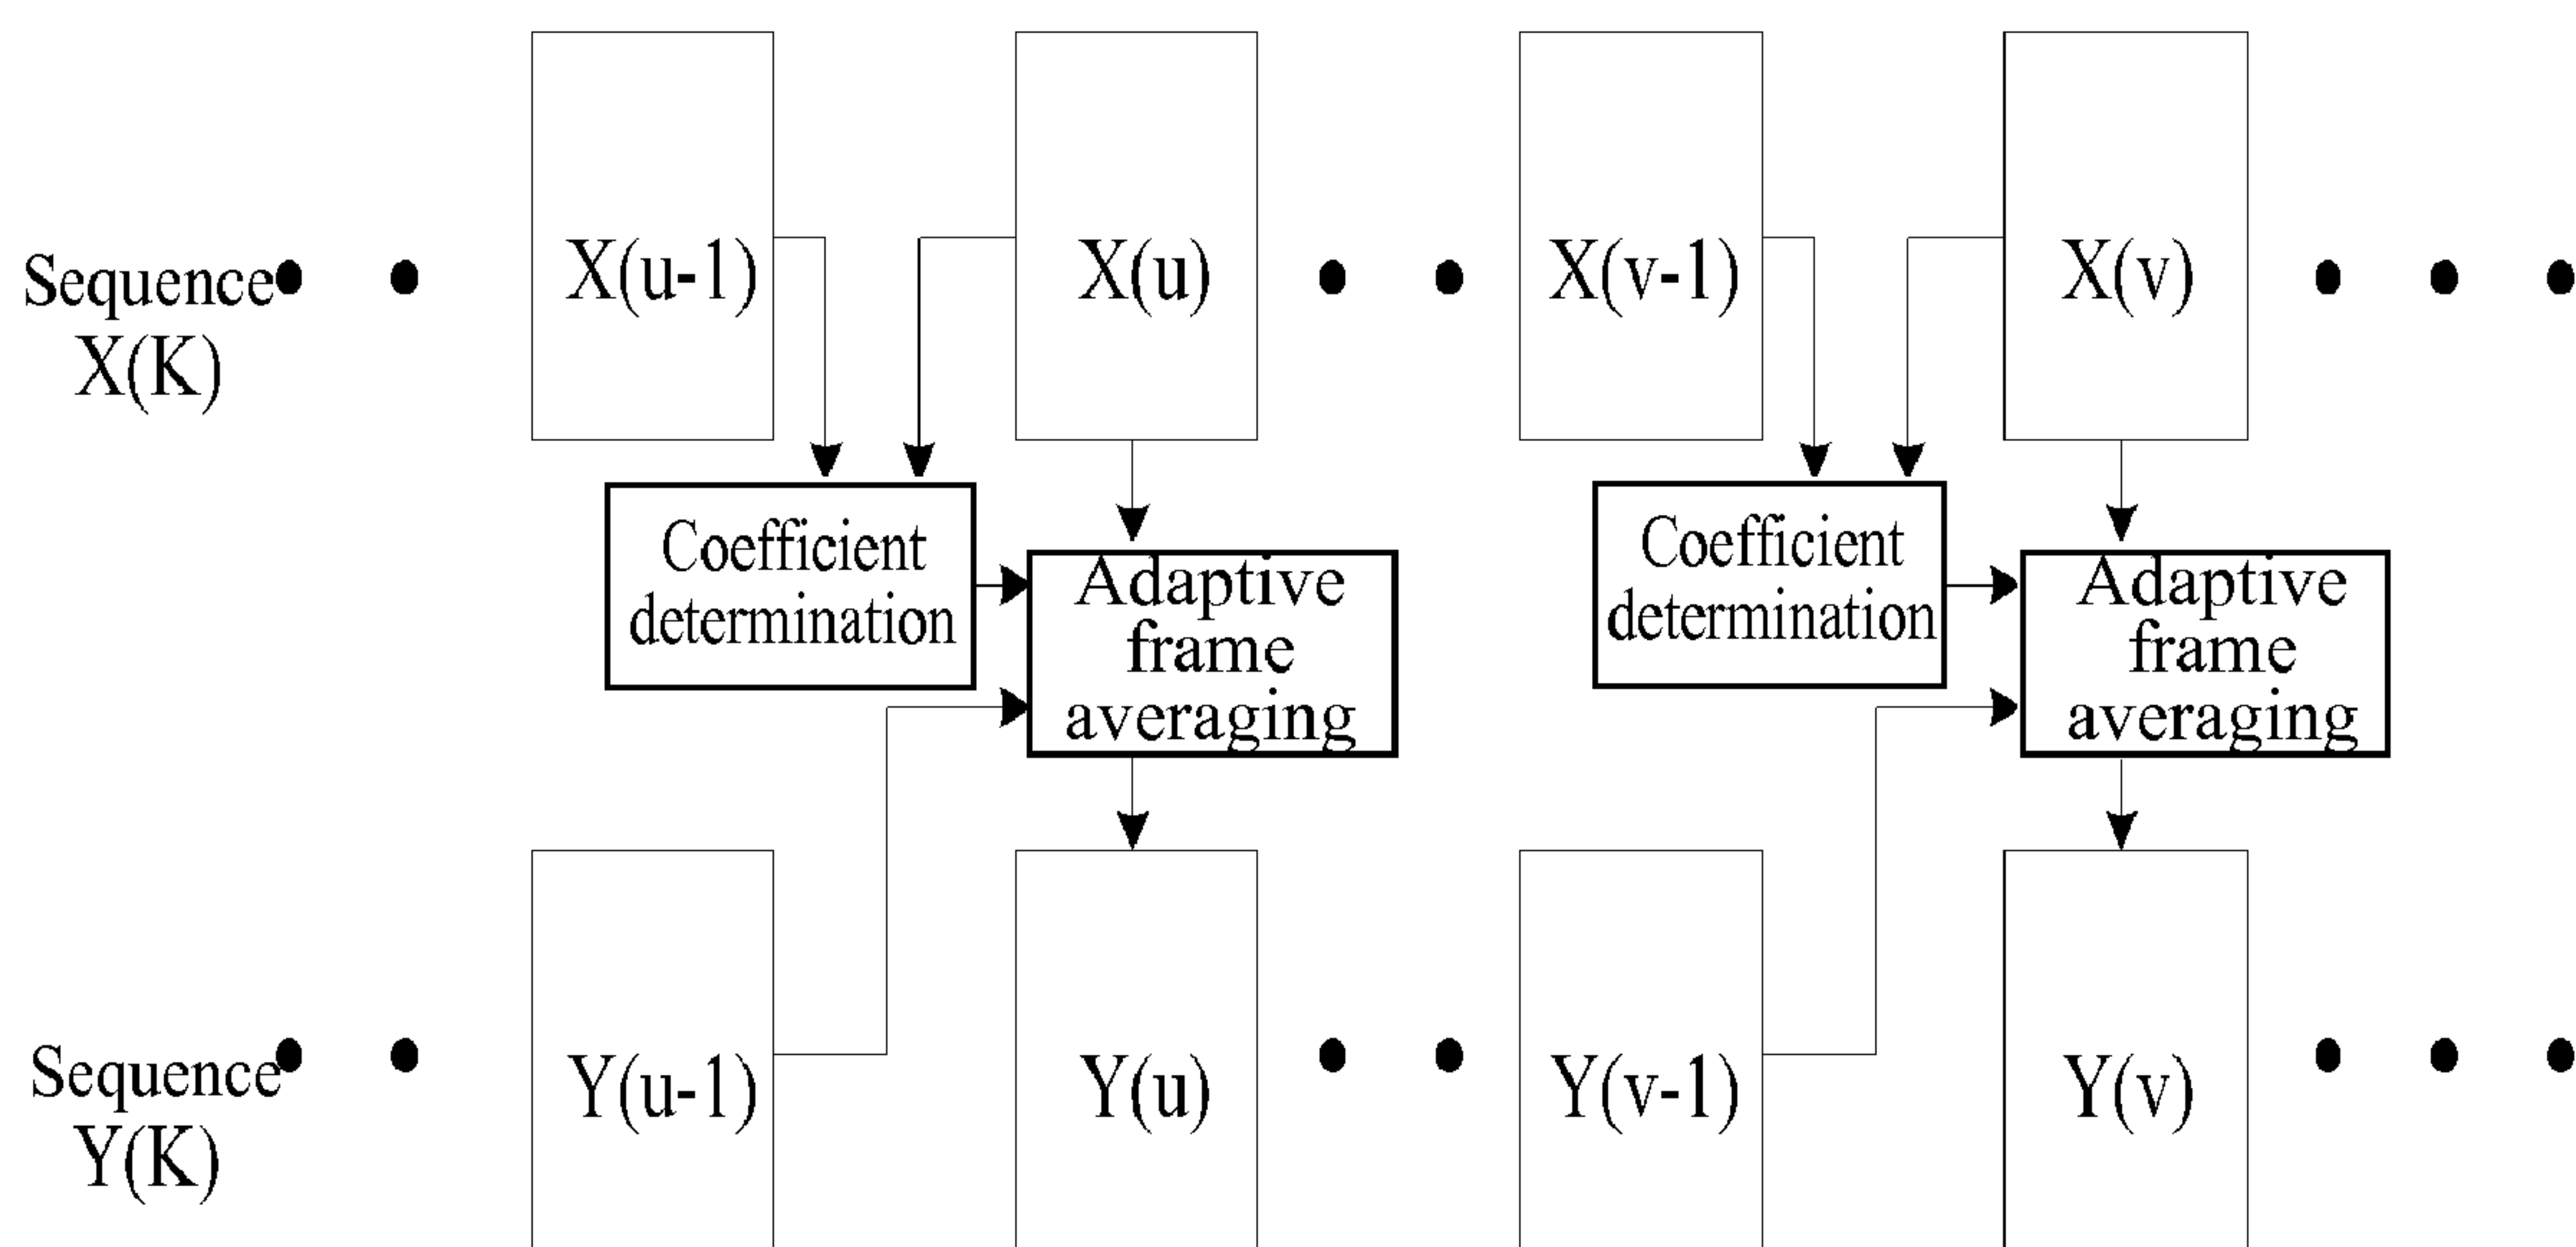 Sequence
X(K)
X(u-1)
X(u)
X(v-1)
X(v)
Coefficient
determination
Adaptive
frame
averaging
Coefficient
determination
Adaptive
frame
averaging
Sequence
Y(K)
Y(u-1)
Y(u)
Y(v-1)
Y(v)